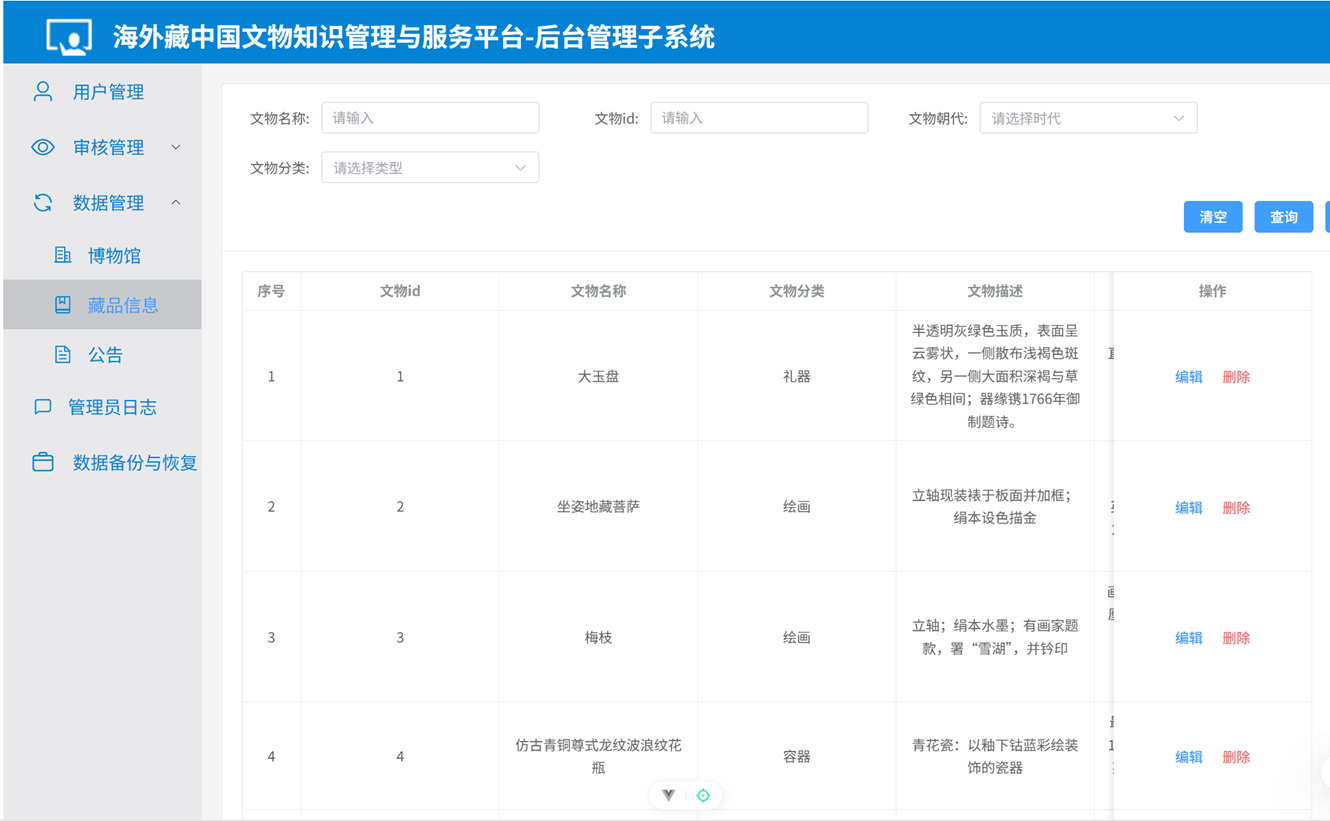 海外藏中国文物知识管理与服务平台-后台管理子系统
用户管理
审核管理
数据管理
博物馆
藏品信息
公告
管理员日志
数据备份与恢复
文物名称: 请输入 文物id: 请输入 文物朝代: 请选择时代
文物分类: 请选择类型
清空 查询
序号 文物id 文物名称 文物分类 文物描述 操作
1 1 大玉盘 礼器
半透明灰绿色玉质，表面呈
云雾状，一侧散布浅褐色斑
纹，另一侧大面积深褐与草
绿色相间；器缘镌1766年御
制题诗。
编辑 删除
2 2 坐姿地藏菩萨 绘画
立轴现装裱于板面并加框；
绢本设色描金
编辑 删除
3 3 梅枝 绘画
立轴；绢本水墨；有画家题
款，署“雪湖”，并钤印
编辑 删除
4 4
仿古青铜尊式龙纹波浪纹花
瓶
容器
青花瓷：以釉下钴蓝彩绘装
饰的瓷器
编辑 删除